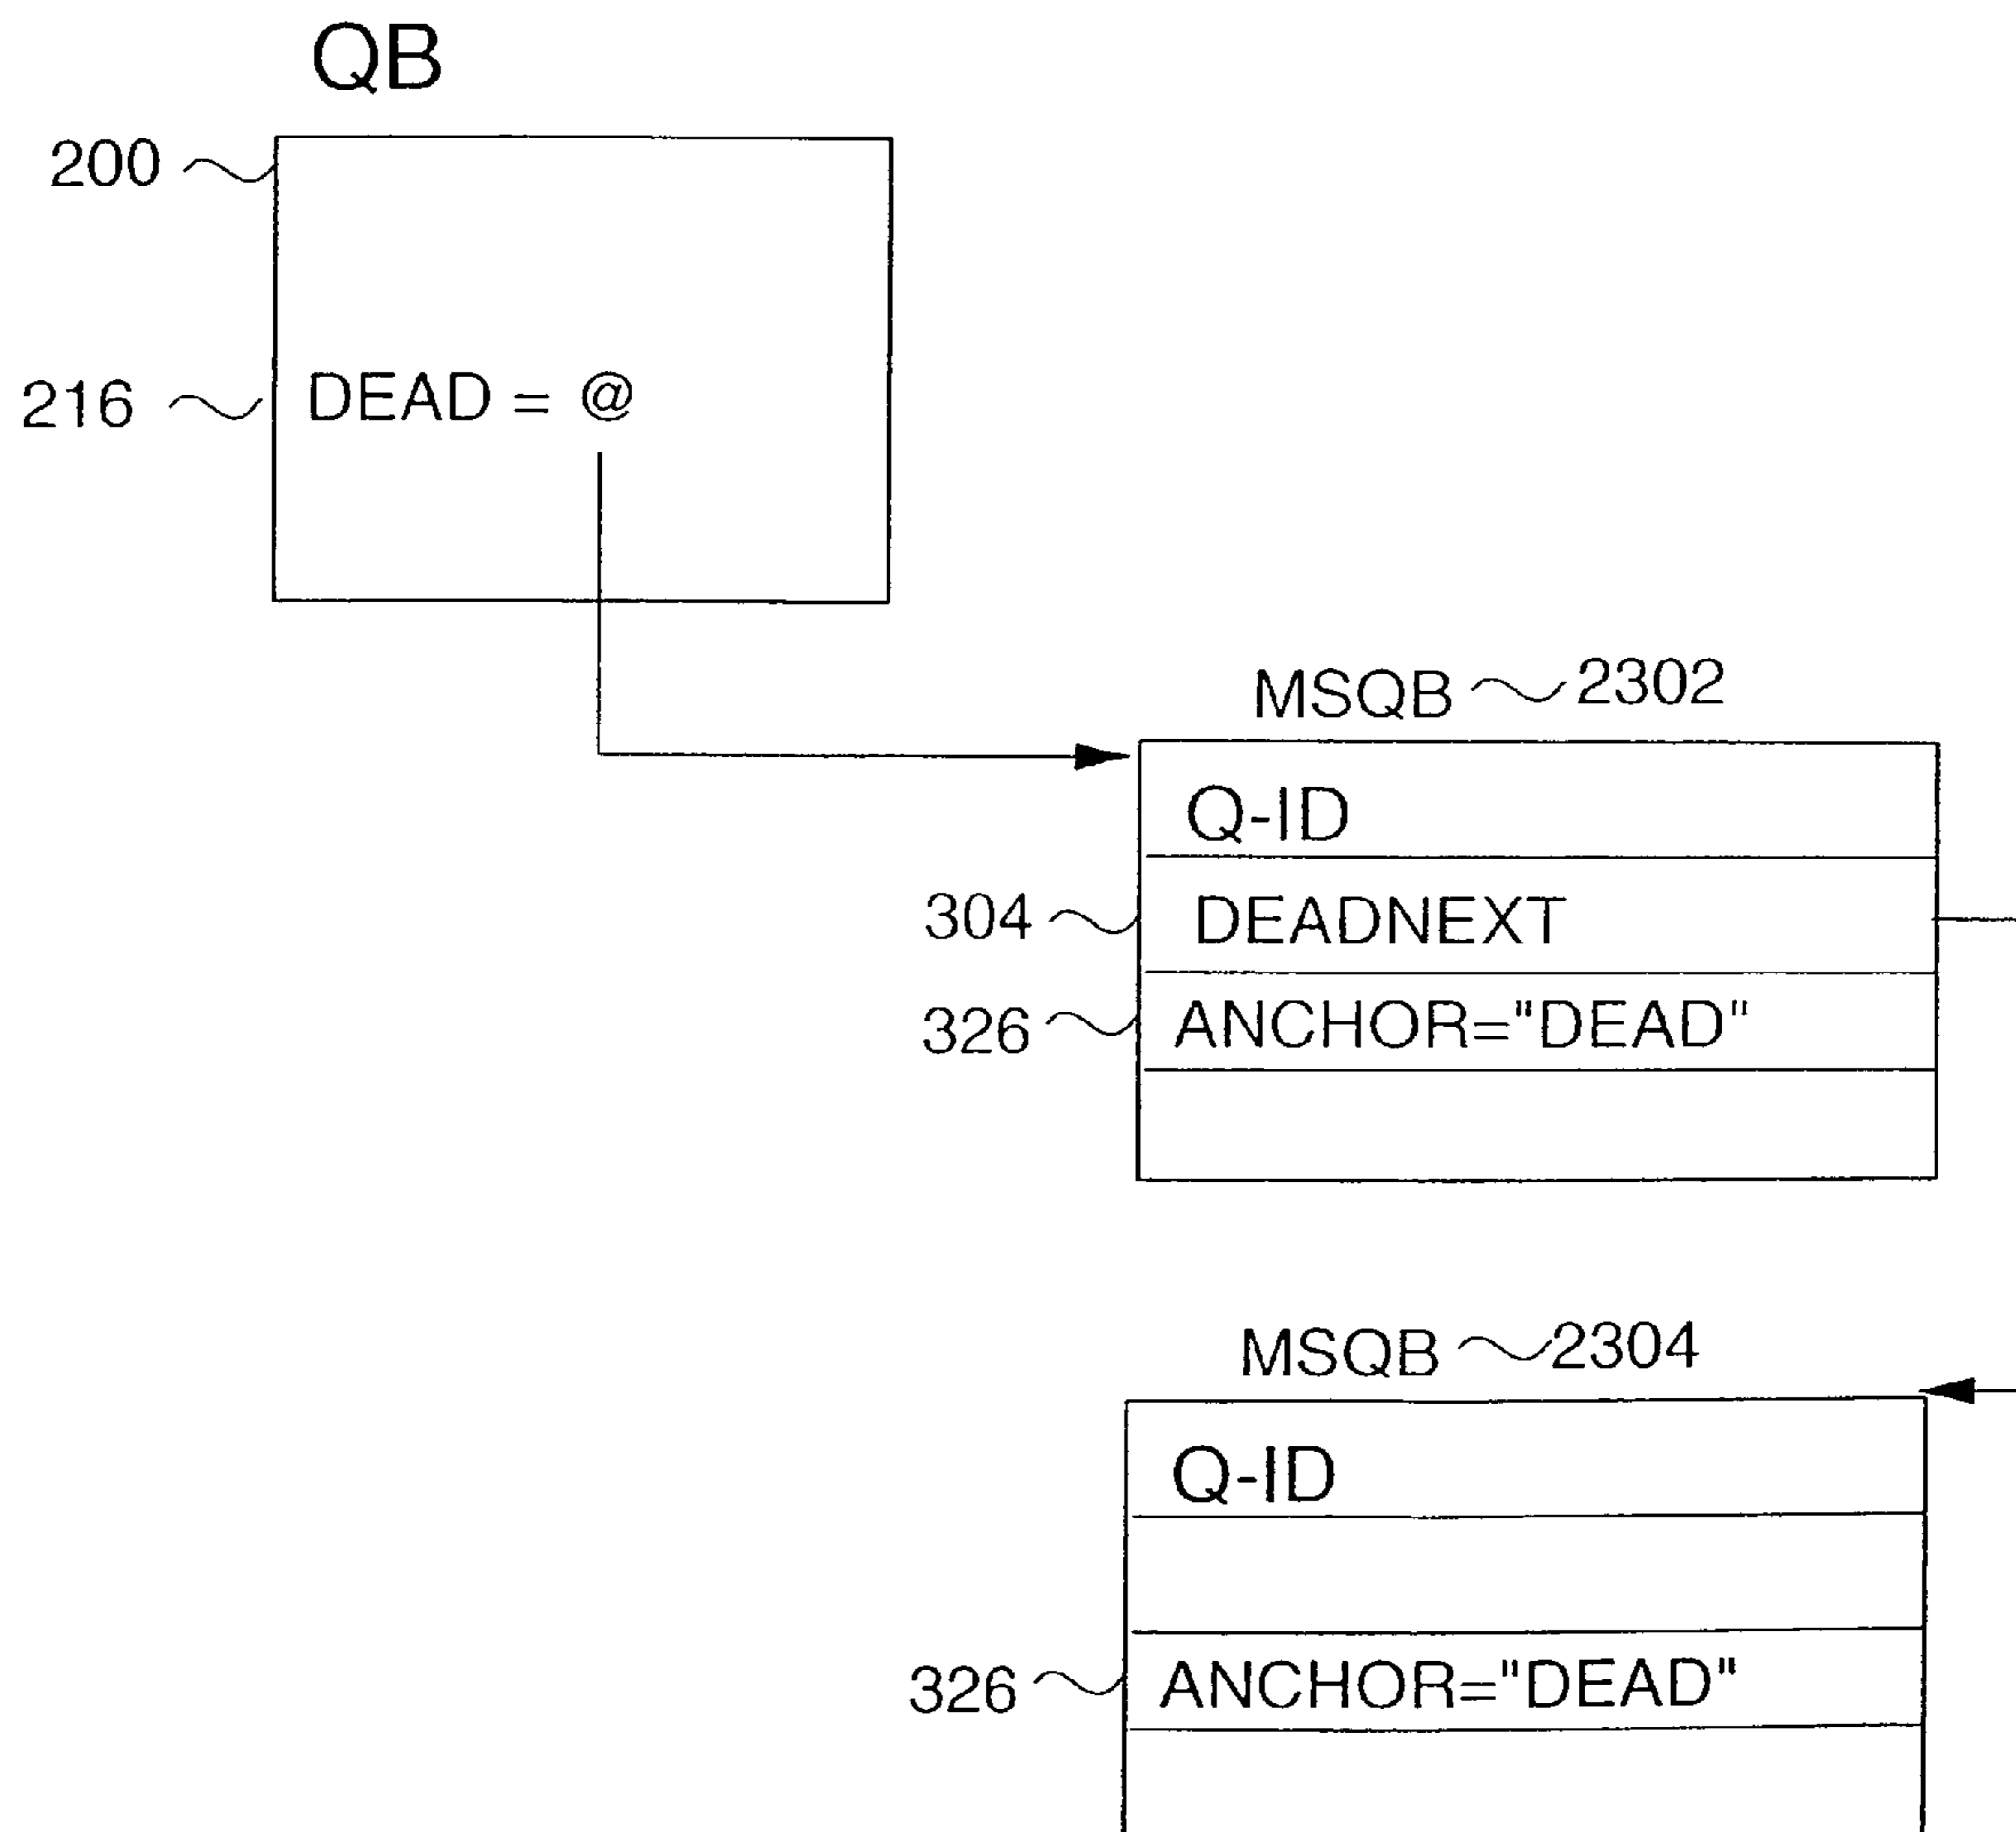 QB
200
216 DEAD = @
MSQB 2302
Q-ID
304 DEADNEXT
326 ANCHOR="DEAD"
MSQB 2304
Q-ID
326 ANCHOR="DEAD"